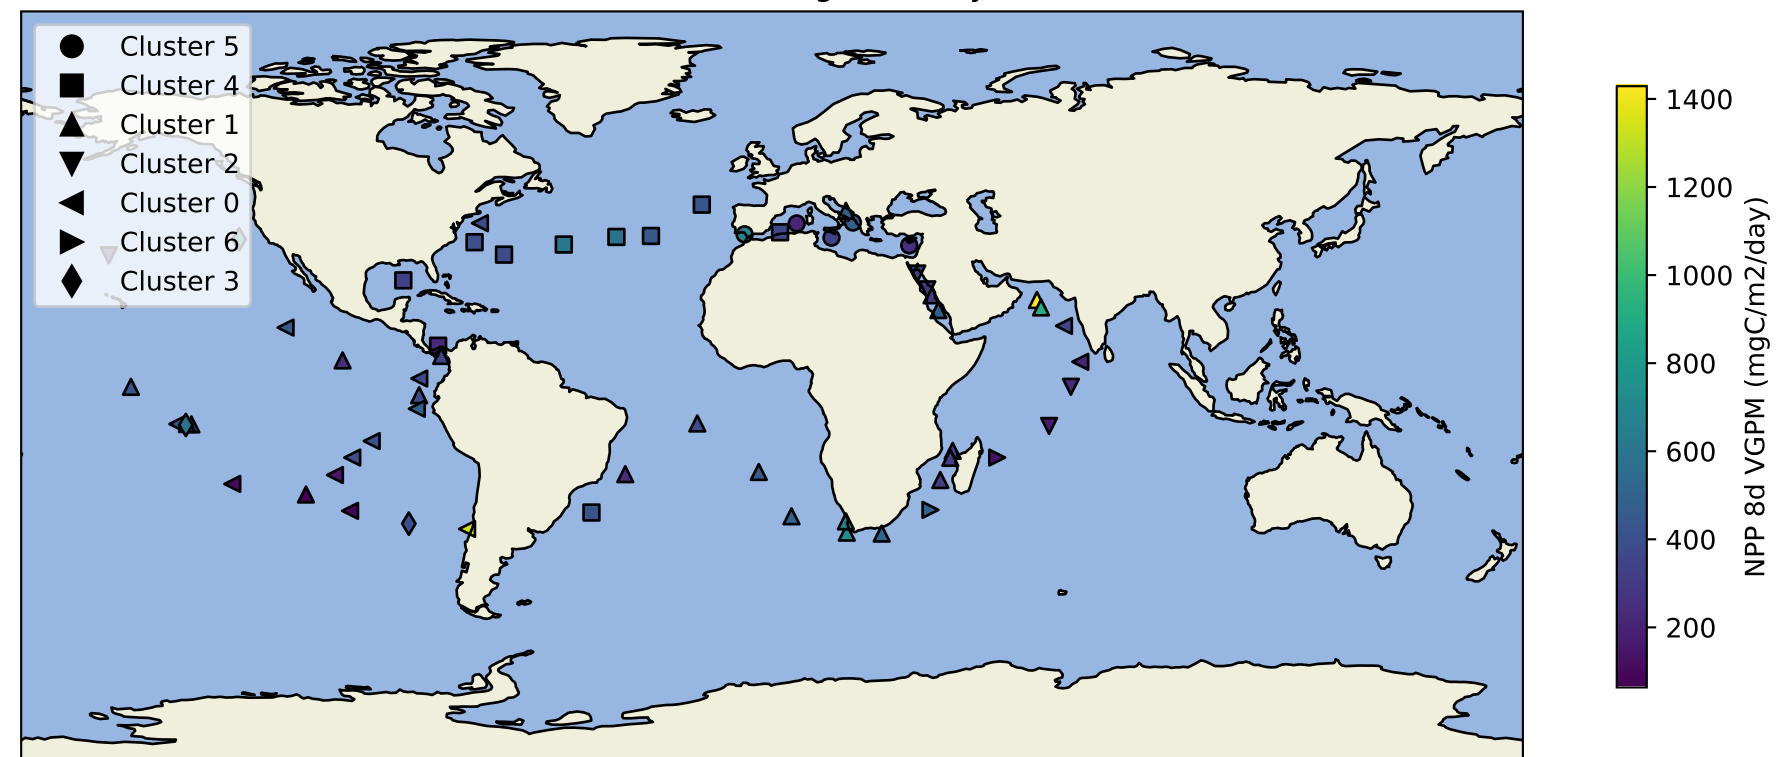 Cluster 5
Cluster 4
Cluster 1
Cluster 2
Cluster 0
Cluster 6
Cluster 3
1400
1200
1000
800
600
400
200
NPP 8d VGPM (mgC/m2/day)